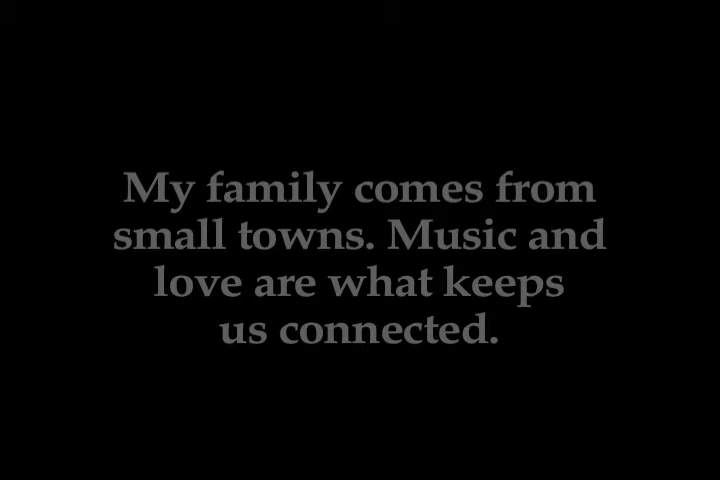 My family comes from
small towns. Music and
love are what keeps
us connected.